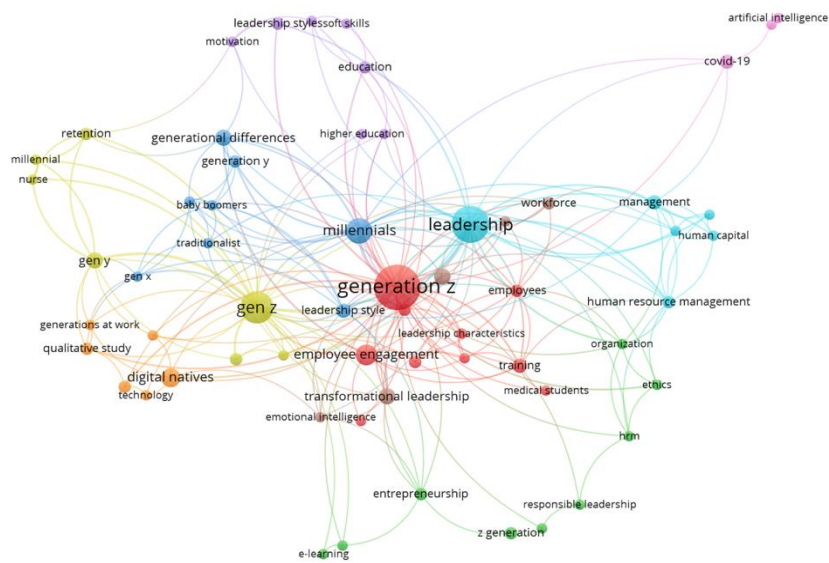 artificial intelligence
leadership styles
soft skills
motivation
covid-19
education
retention
generational differences
higher education
millennial
generation y
nurse
baby boomers
workforce
management
millennials
leadership
human capital
traditionalist
gen y
gen x
generation z
employees
human resource management
gen z
leadership style
generations at work
leadership characteristics
organization
qualitative study
employee engagement
training
digital natives
ethics
technology
transformational leadership
medical students
emotional intelligence
hrm
entrepreneurship
responsible leadership
z generation
e-learning